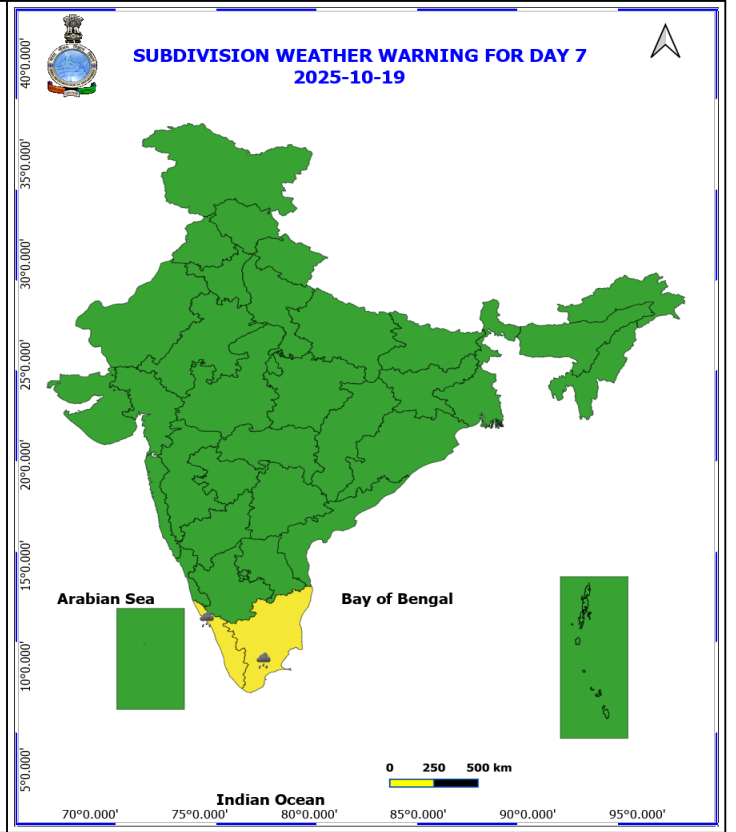 SUBDIVISION WEATHER WARNING FOR DAY 7
2025-10-19
40°0.000'
35°0.000'
30°0.000'
25°0.000'
20°0.000'
15°0.000'
10°0.000'
5°0.000'
Arabian Sea
Bay of Bengal
0 250 500 km
Indian Ocean
70°0.000' 75°0.000' 80°0.000' 85°0.000' 90°0.000' 95°0.000'